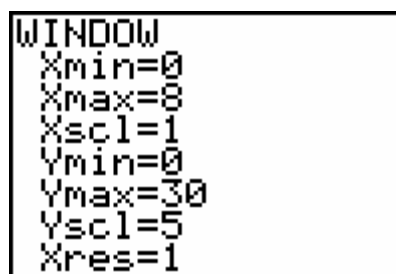 WINDOW
Xmin=0
Xmax=8
Xscl=1
Ymin=0
Ymax=30
Yscl=5
Xres=1